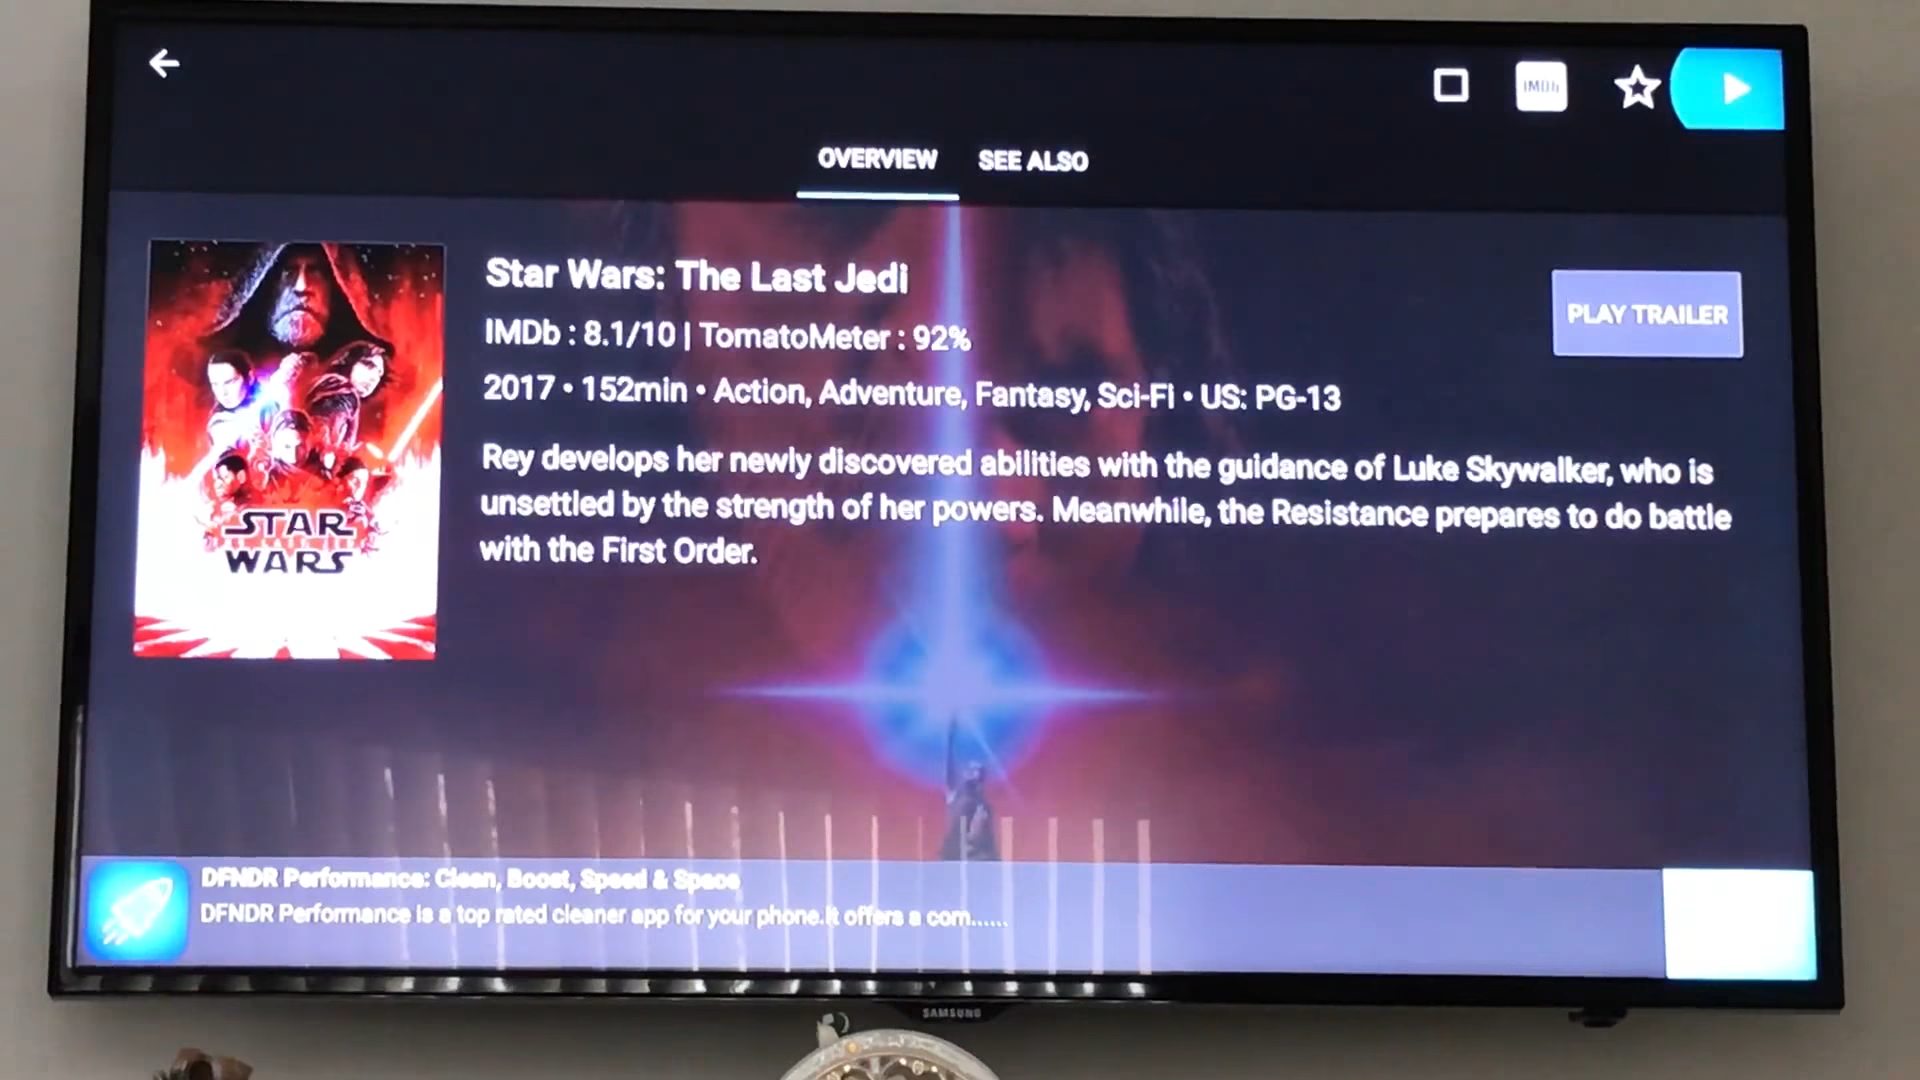 IMDb
OVERVIEW SEE ALSO
Star Wars: The Last Jedi
IMDb : 8.1/10 | TomatoMeter : 92%
PLAY TRAILER
2017 • 152min • Action, Adventure, Fantasy, Sci-Fi • US: PG-13
Rey develops her newly discovered abilities with the guidance of Luke Skywalker, who is
unsettled by the strength of her powers. Meanwhile, the Resistance prepares to do battle
with the First Order.
STAR
WARS
DFNDR Performance: Clean, Boost, Speed & Space
DFNDR Performance is a top rated cleaner app for your phone.It offers a com......
SAMSUNG